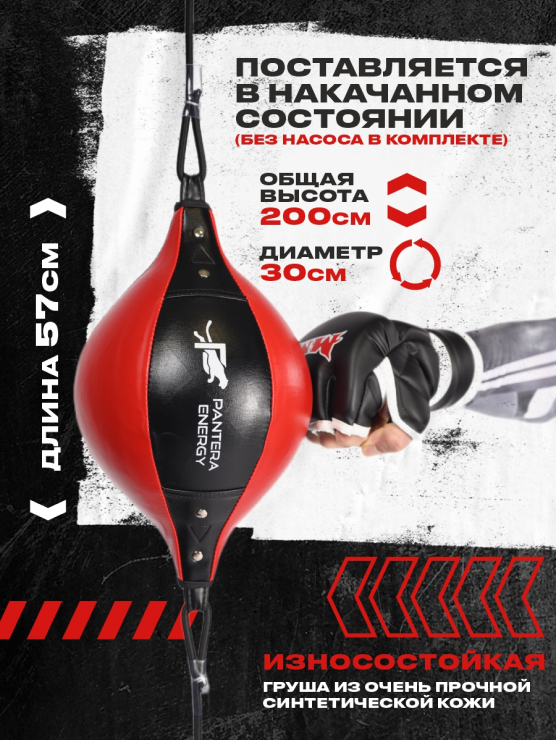 ПОСТАВЛЯЕТСЯ
В НАКАЧАННОМ
СОСТОЯНИИ
(БЕЗ НАСОСА В КОМПЛЕКТЕ)
ОБЩАЯ
ВЫСОТА
200СМ
ДИАМЕТР
30СМ
ДЛИНА 57СМ
PANTERA
ENERGY
ИЗНОСОСТОЙКАЯ
ГРУША ИЗ ОЧЕНЬ ПРОЧНОЙ
СИНТЕТИЧЕСКОЙ КОЖИ